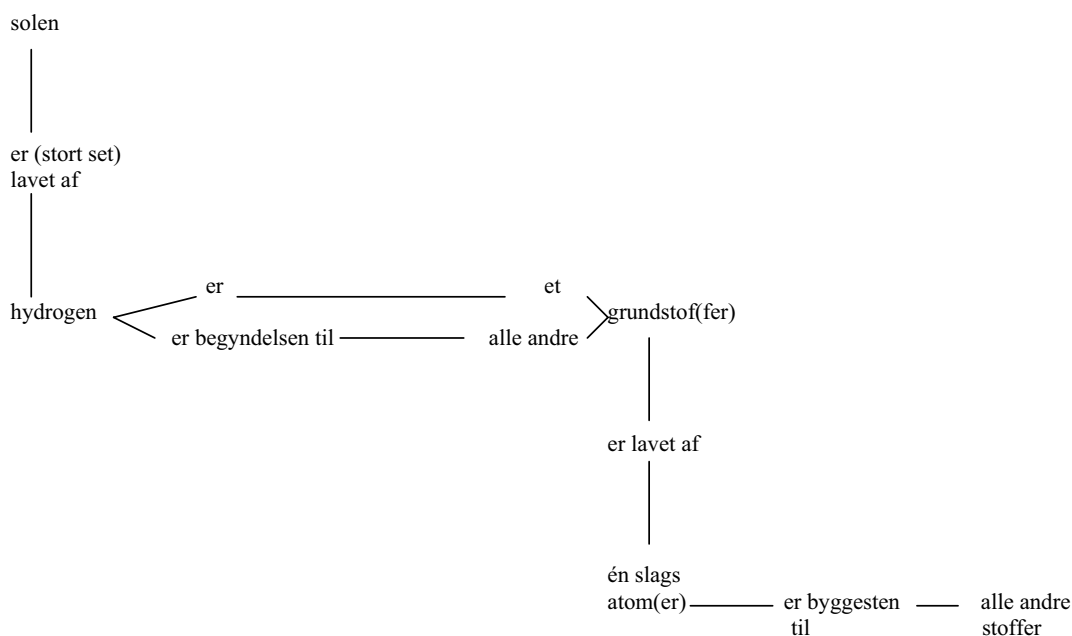 solen
er (stort set)
lavet af
er
et
hydrogen
grundstof(fer)
er begyndelsen til
alle andre
er lavet af
én slags
atom(er)
er byggesten
til
alle andre
stoffer